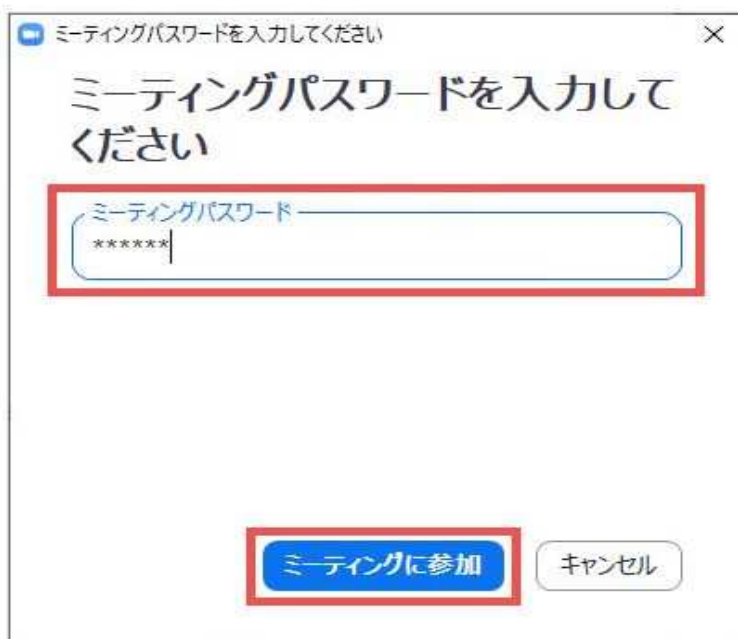 ミーティングパスワードを入力してください
ミーティングパスワードを入力して
ください
ミーティングパスワード
******
ミーティングに参加
キャンセル